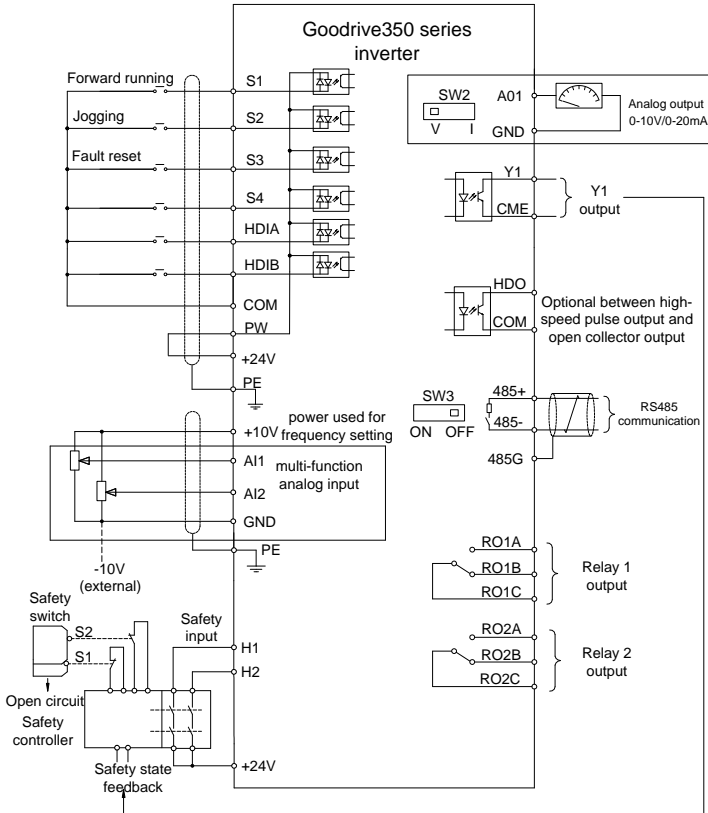 Goodrive350 series
inverter
Forward running
S1
Jogging
S2
Fault reset
S3
S4
HDIA
HDIB
COM
PW
+24V
PE
SW2
V I
A01
GND
Analog output
0-10V/0-20mA
Y1
CME
Y1
output
HDO
COM
Optional between high-
speed pulse output and
open collector output
SW3
ON OFF
485+
485-
485G
RS485
communication
power used for
frequency setting
+10V
multi-function
analog input
AI1
AI2
GND
PE
-10V
(external)
RO1A
RO1B
RO1C
Relay 1
output
RO2A
RO2B
RO2C
Relay 2
output
Safety
switch
S2
S1
Open circuit
Safety
controller
Safety
input
H1
H2
+24V
Safety state
feedback